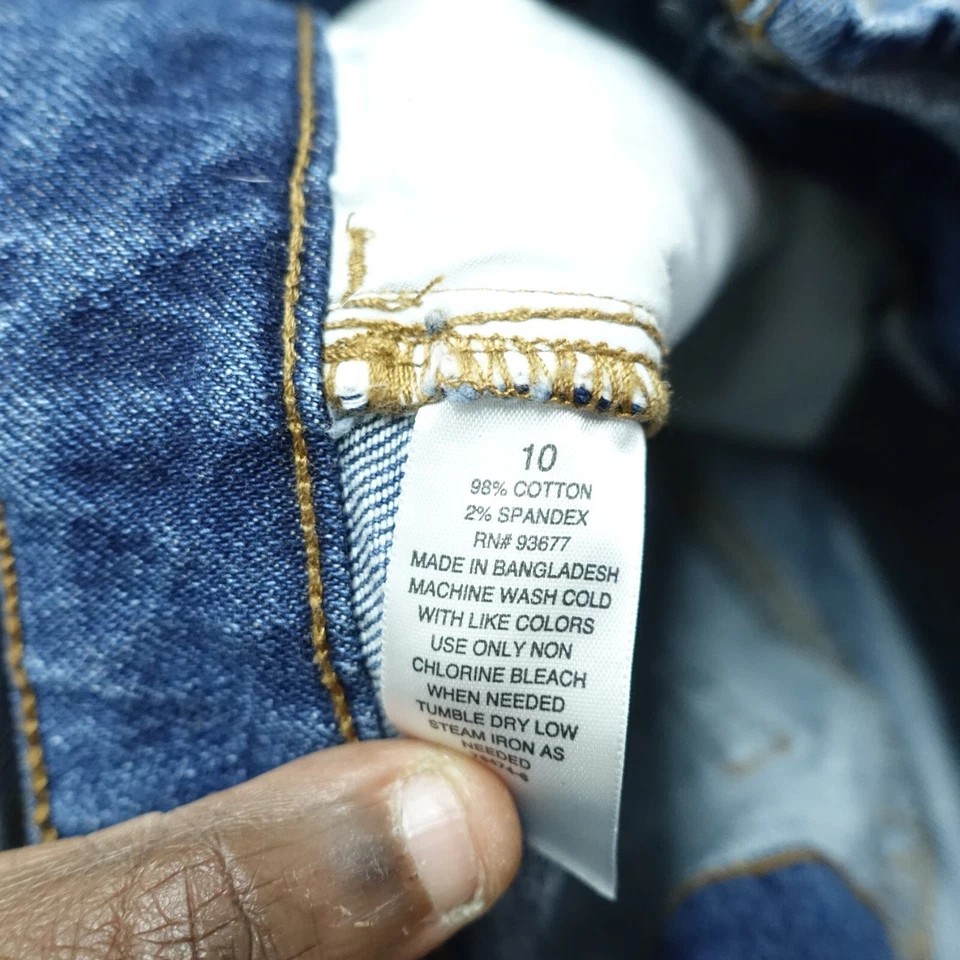 10
98% COTTON
2% SPANDEX
RN# 93677
MADE IN BANGLADESH
MACHINE WASH COLD
WITH LIKE COLORS
USE ONLY NON
CHLORINE BLEACH
WHEN NEEDED
TUMBLE DRY LOW
STEAM IRON AS
NEEDED